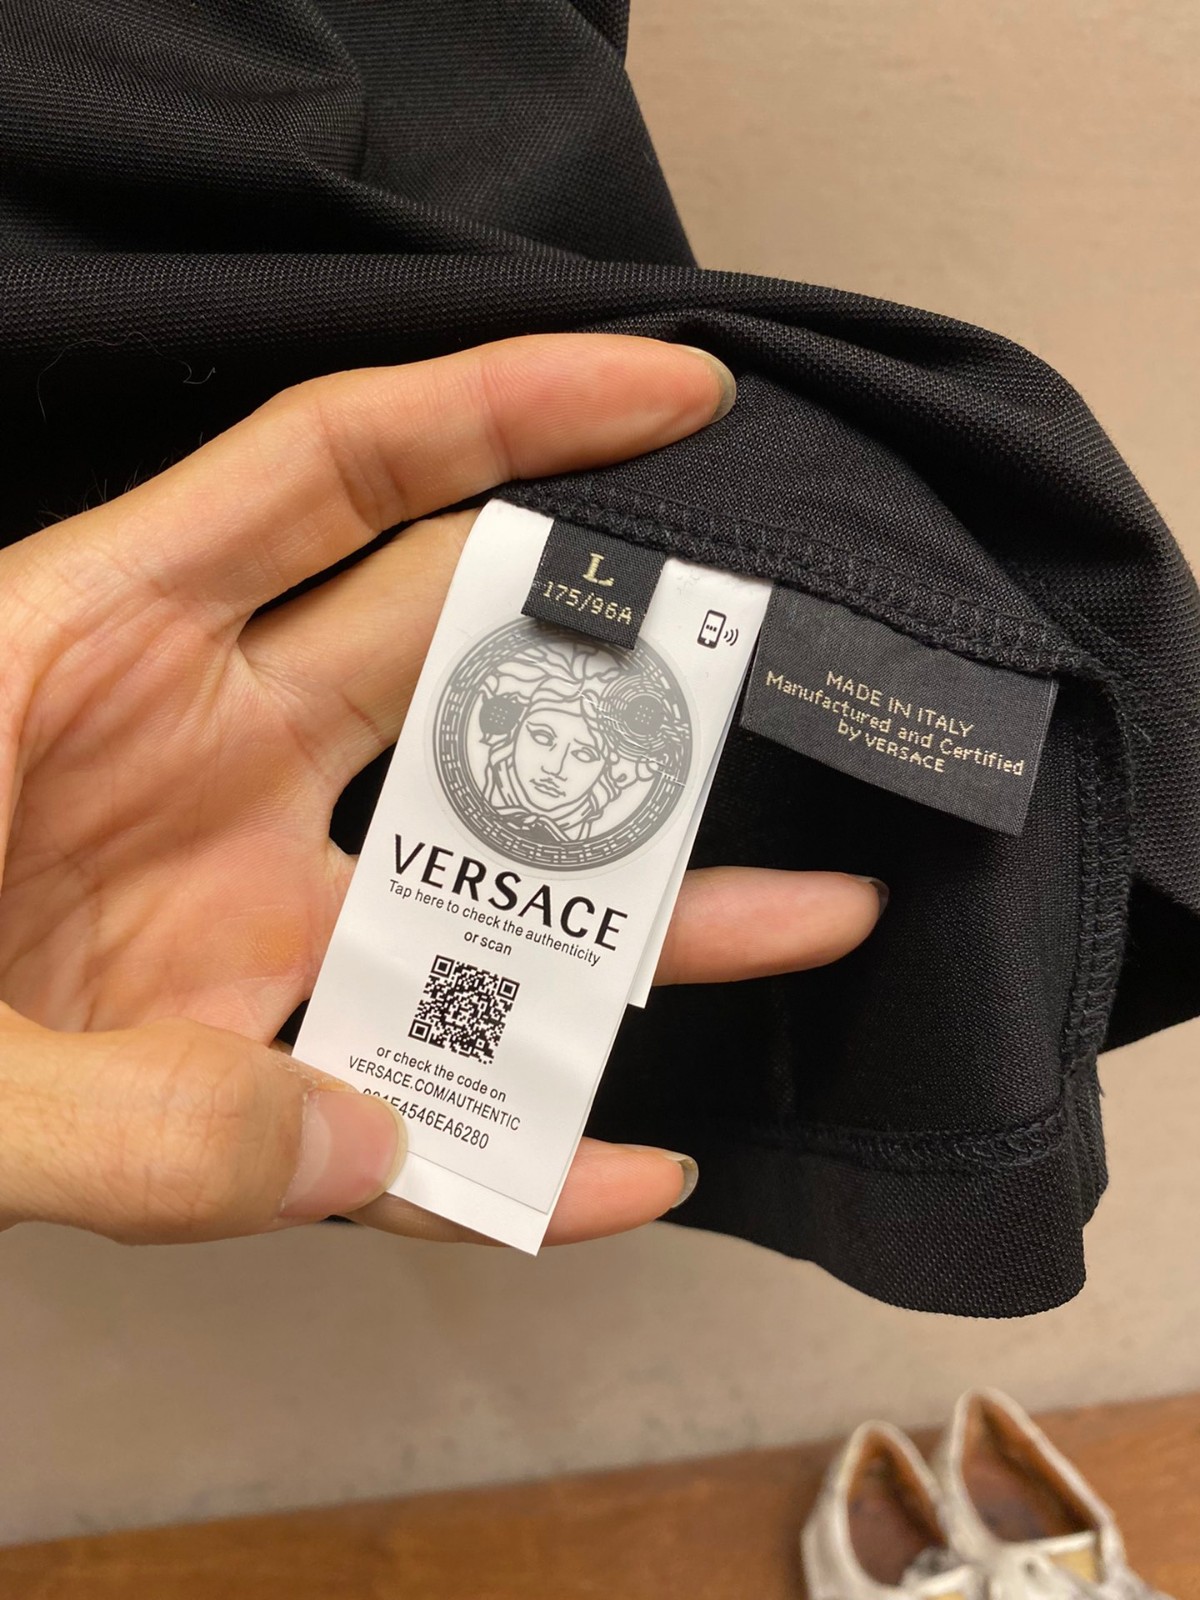 L
175/96A
MADE IN ITALY
Manufactured and Certified
by VERSACE
VERSACE
Tap here to check the authenticity
or scan
or check the code on
VERSACE.COM/AUTHENTIC
4546EA6280